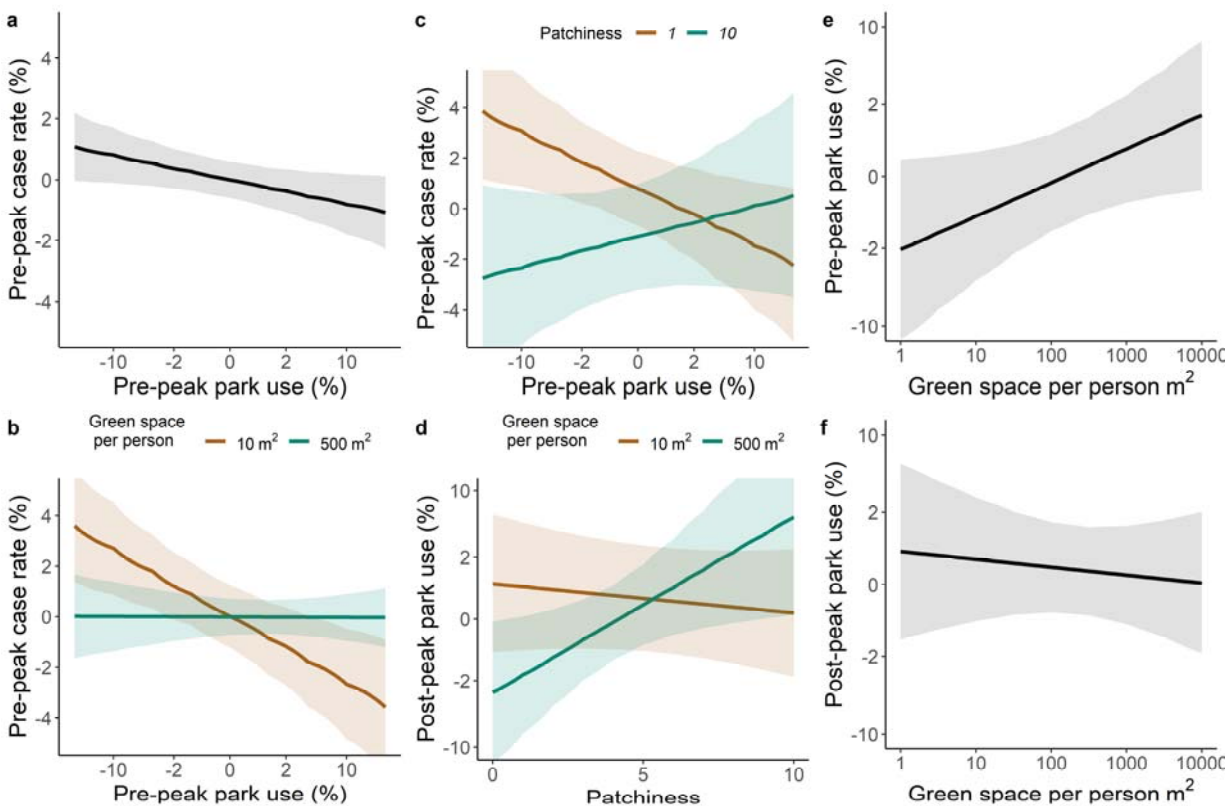 a
Pre-peak case rate (%)
4
2
0
-2
-4
-10 -2 0 2 10
Pre-peak park use (%)
c
Patchiness 1 10
Pre-peak case rate (%)
4
2
0
-2
-4
-10 -2 0 2 10
Pre-peak park use (%)
e
Pre-peak park use (%)
10
2
0
-2
-10
1 10 100 1000 10000
Green space per person m²
b
Green space
per person 10 m² 500 m²
Pre-peak case rate (%)
4
2
0
-2
-4
-10 -2 0 2 10
Pre-peak park use (%)
d
Green space
per person 10 m² 500 m²
Post-peak park use (%)
10
2
0
-2
-10
0 5 10
Patchiness
f
Post-peak park use (%)
10
2
0
-2
-10
1 10 100 1000 10000
Green space per person m²